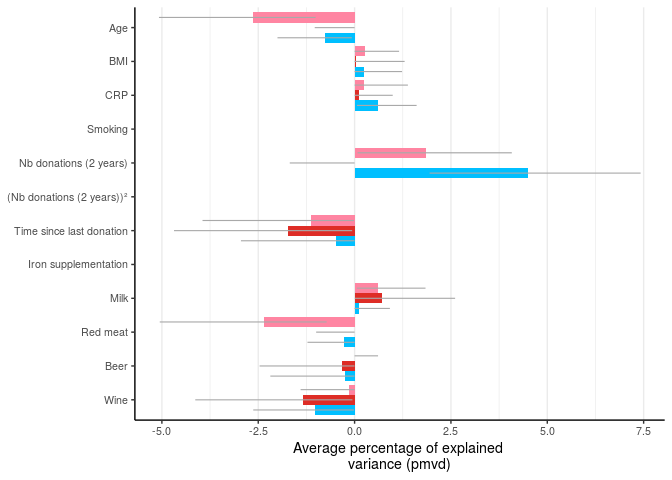 Age
BMI
CRP
Smoking
Nb donations (2 years)
(Nb donations (2 years))²
Time since last donation
Iron supplementation
Milk
Red meat
Beer
Wine
-5.0 -2.5 0.0 2.5 5.0 7.5
Average percentage of explained
variance (pmvd)